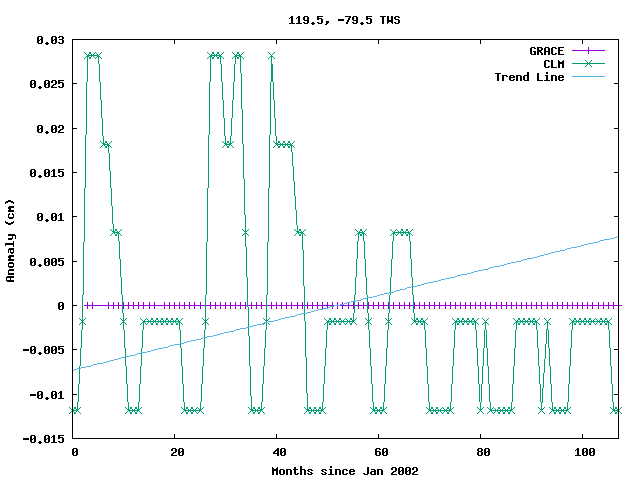 119.5, -79.5 TWS
GRACE
CLM
Trend Line
0.03
0.025
0.02
0.015
0.01
0.005
0
-0.005
-0.01
-0.015
Anomaly (cm)
0 20 40 60 80 100
Months since Jan 2002